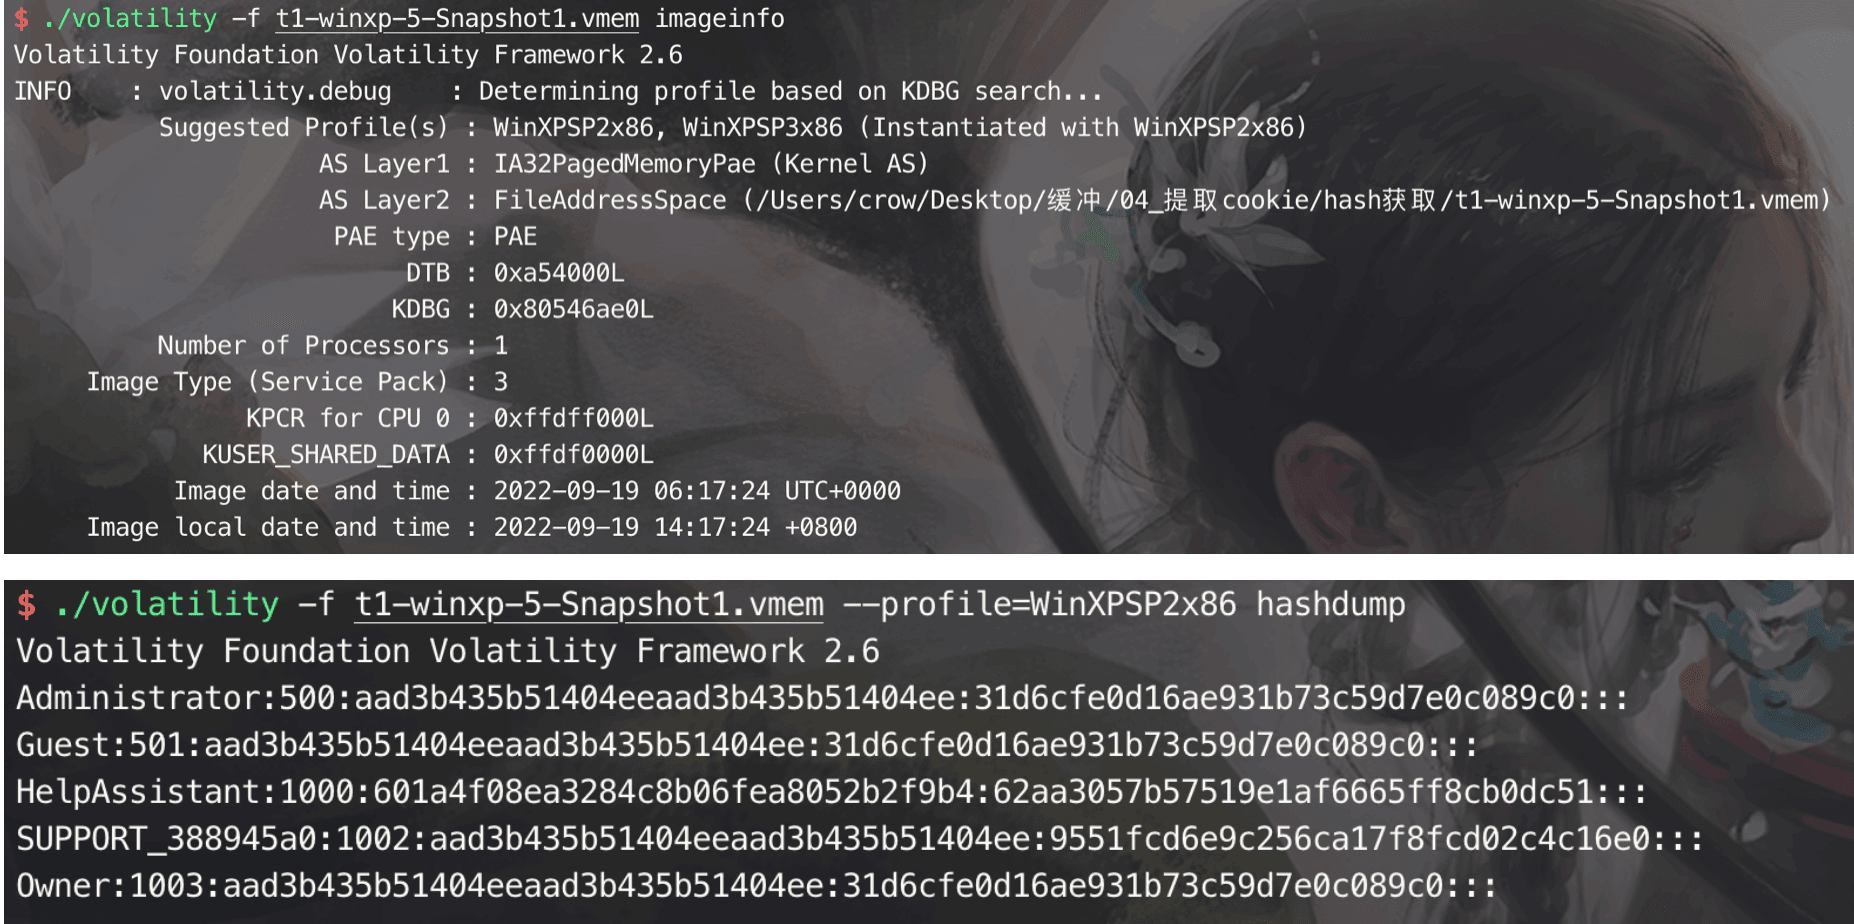 $ ./volatility -f t1-winxp-5-Snapshot1.vmem imageinfo
Volatility Foundation Volatility Framework 2.6
INFO    : volatility.debug    : Determining profile based on KDBG search...
Suggested Profile(s) : WinXPSP2x86, WinXPSP3x86 (Instantiated with WinXPSP2x86)
AS Layer1 : IA32PagedMemoryPae (Kernel AS)
AS Layer2 : FileAddressSpace (/Users/crow/Desktop/缓冲/04_提取cookie/hash获取/t1-winxp-5-Snapshot1.vmem)
PAE type : PAE
DTB : 0xa54000L
KDBG : 0x80546ae0L
Number of Processors : 1
Image Type (Service Pack) : 3
KPCR for CPU 0 : 0xffdff000L
KUSER_SHARED_DATA : 0xffdf0000L
Image date and time : 2022-09-19 06:17:24 UTC+0000
Image local date and time : 2022-09-19 14:17:24 +0800
$ ./volatility -f t1-winxp-5-Snapshot1.vmem --profile=WinXPSP2x86 hashdump
Volatility Foundation Volatility Framework 2.6
Administrator:500:aad3b435b51404eeaad3b435b51404ee:31d6cfe0d16ae931b73c59d7e0c089c0:::
Guest:501:aad3b435b51404eeaad3b435b51404ee:31d6cfe0d16ae931b73c59d7e0c089c0:::
HelpAssistant:1000:601a4f08ea3284c8b06fea8052b2f9b4:62aa3057b57519e1af6665ff8cb0dc51:::
SUPPORT_388945a0:1002:aad3b435b51404eeaad3b435b51404ee:9551fcd6e9c256ca17f8fcd02c4c16e0:::
Owner:1003:aad3b435b51404eeaad3b435b51404ee:31d6cfe0d16ae931b73c59d7e0c089c0:::